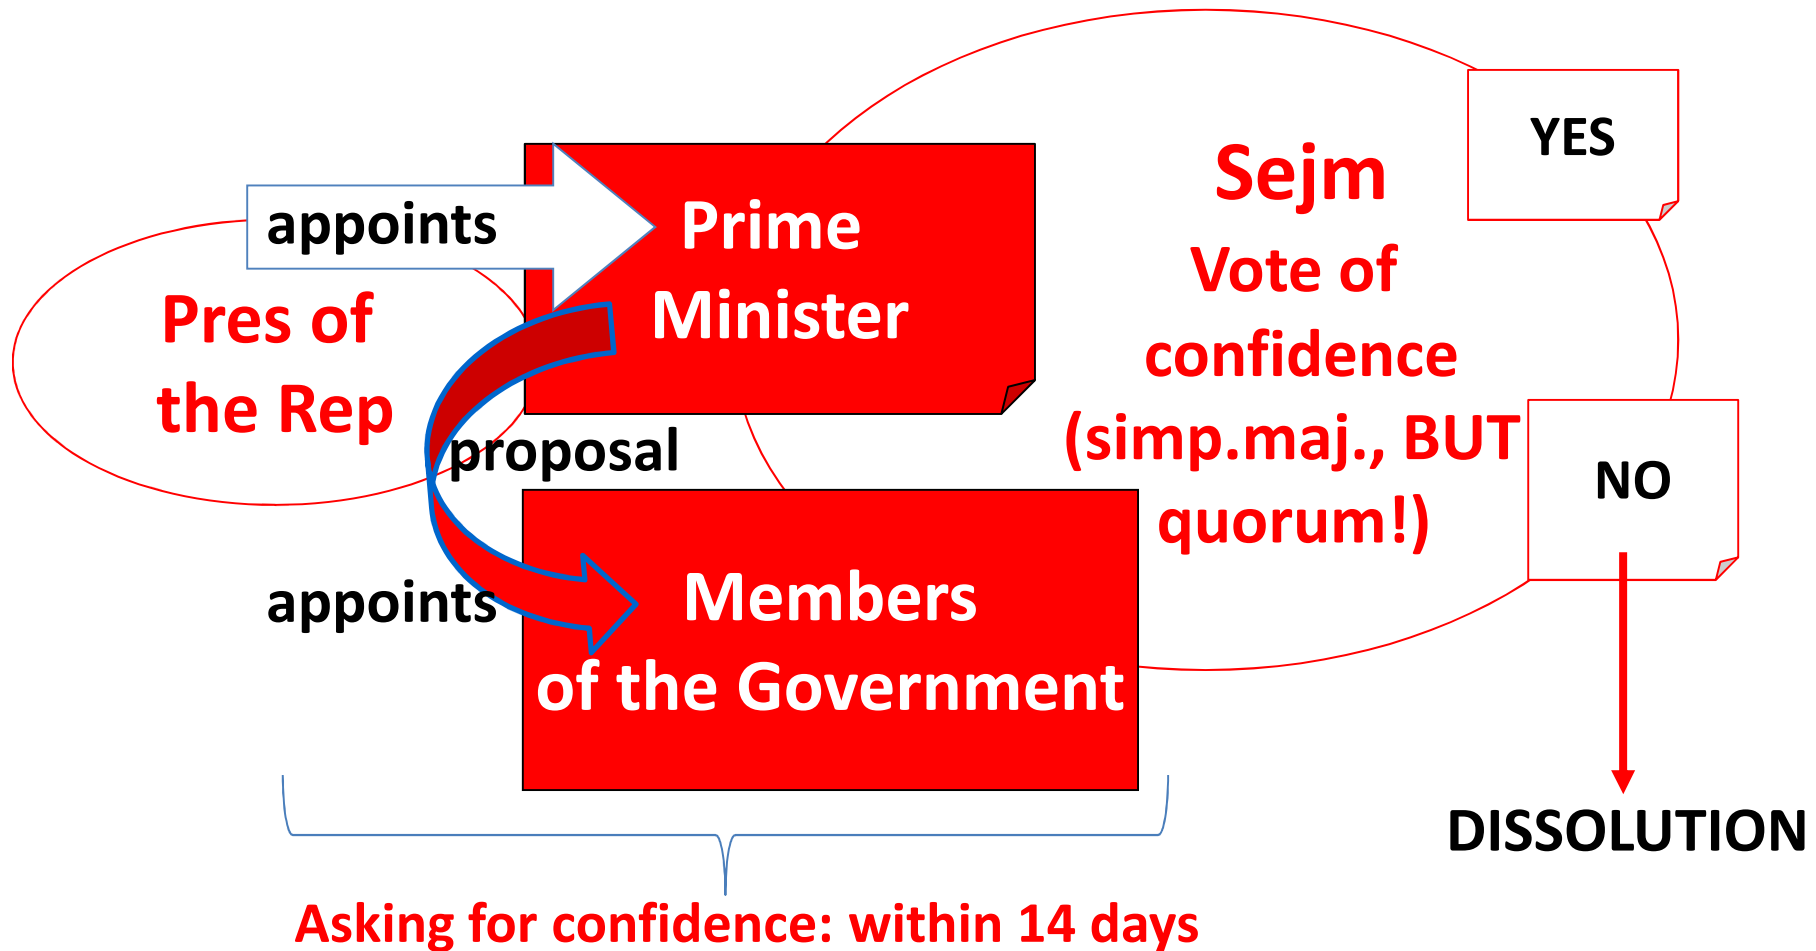 appoints
Pres of
the Rep
Prime
Minister
proposal
appoints
Members
of the Government
Sejm
Vote of
confidence
(simp.maj., BUT
quorum!)
YES
NO
DISSOLUTION
Asking for confidence: within 14 days